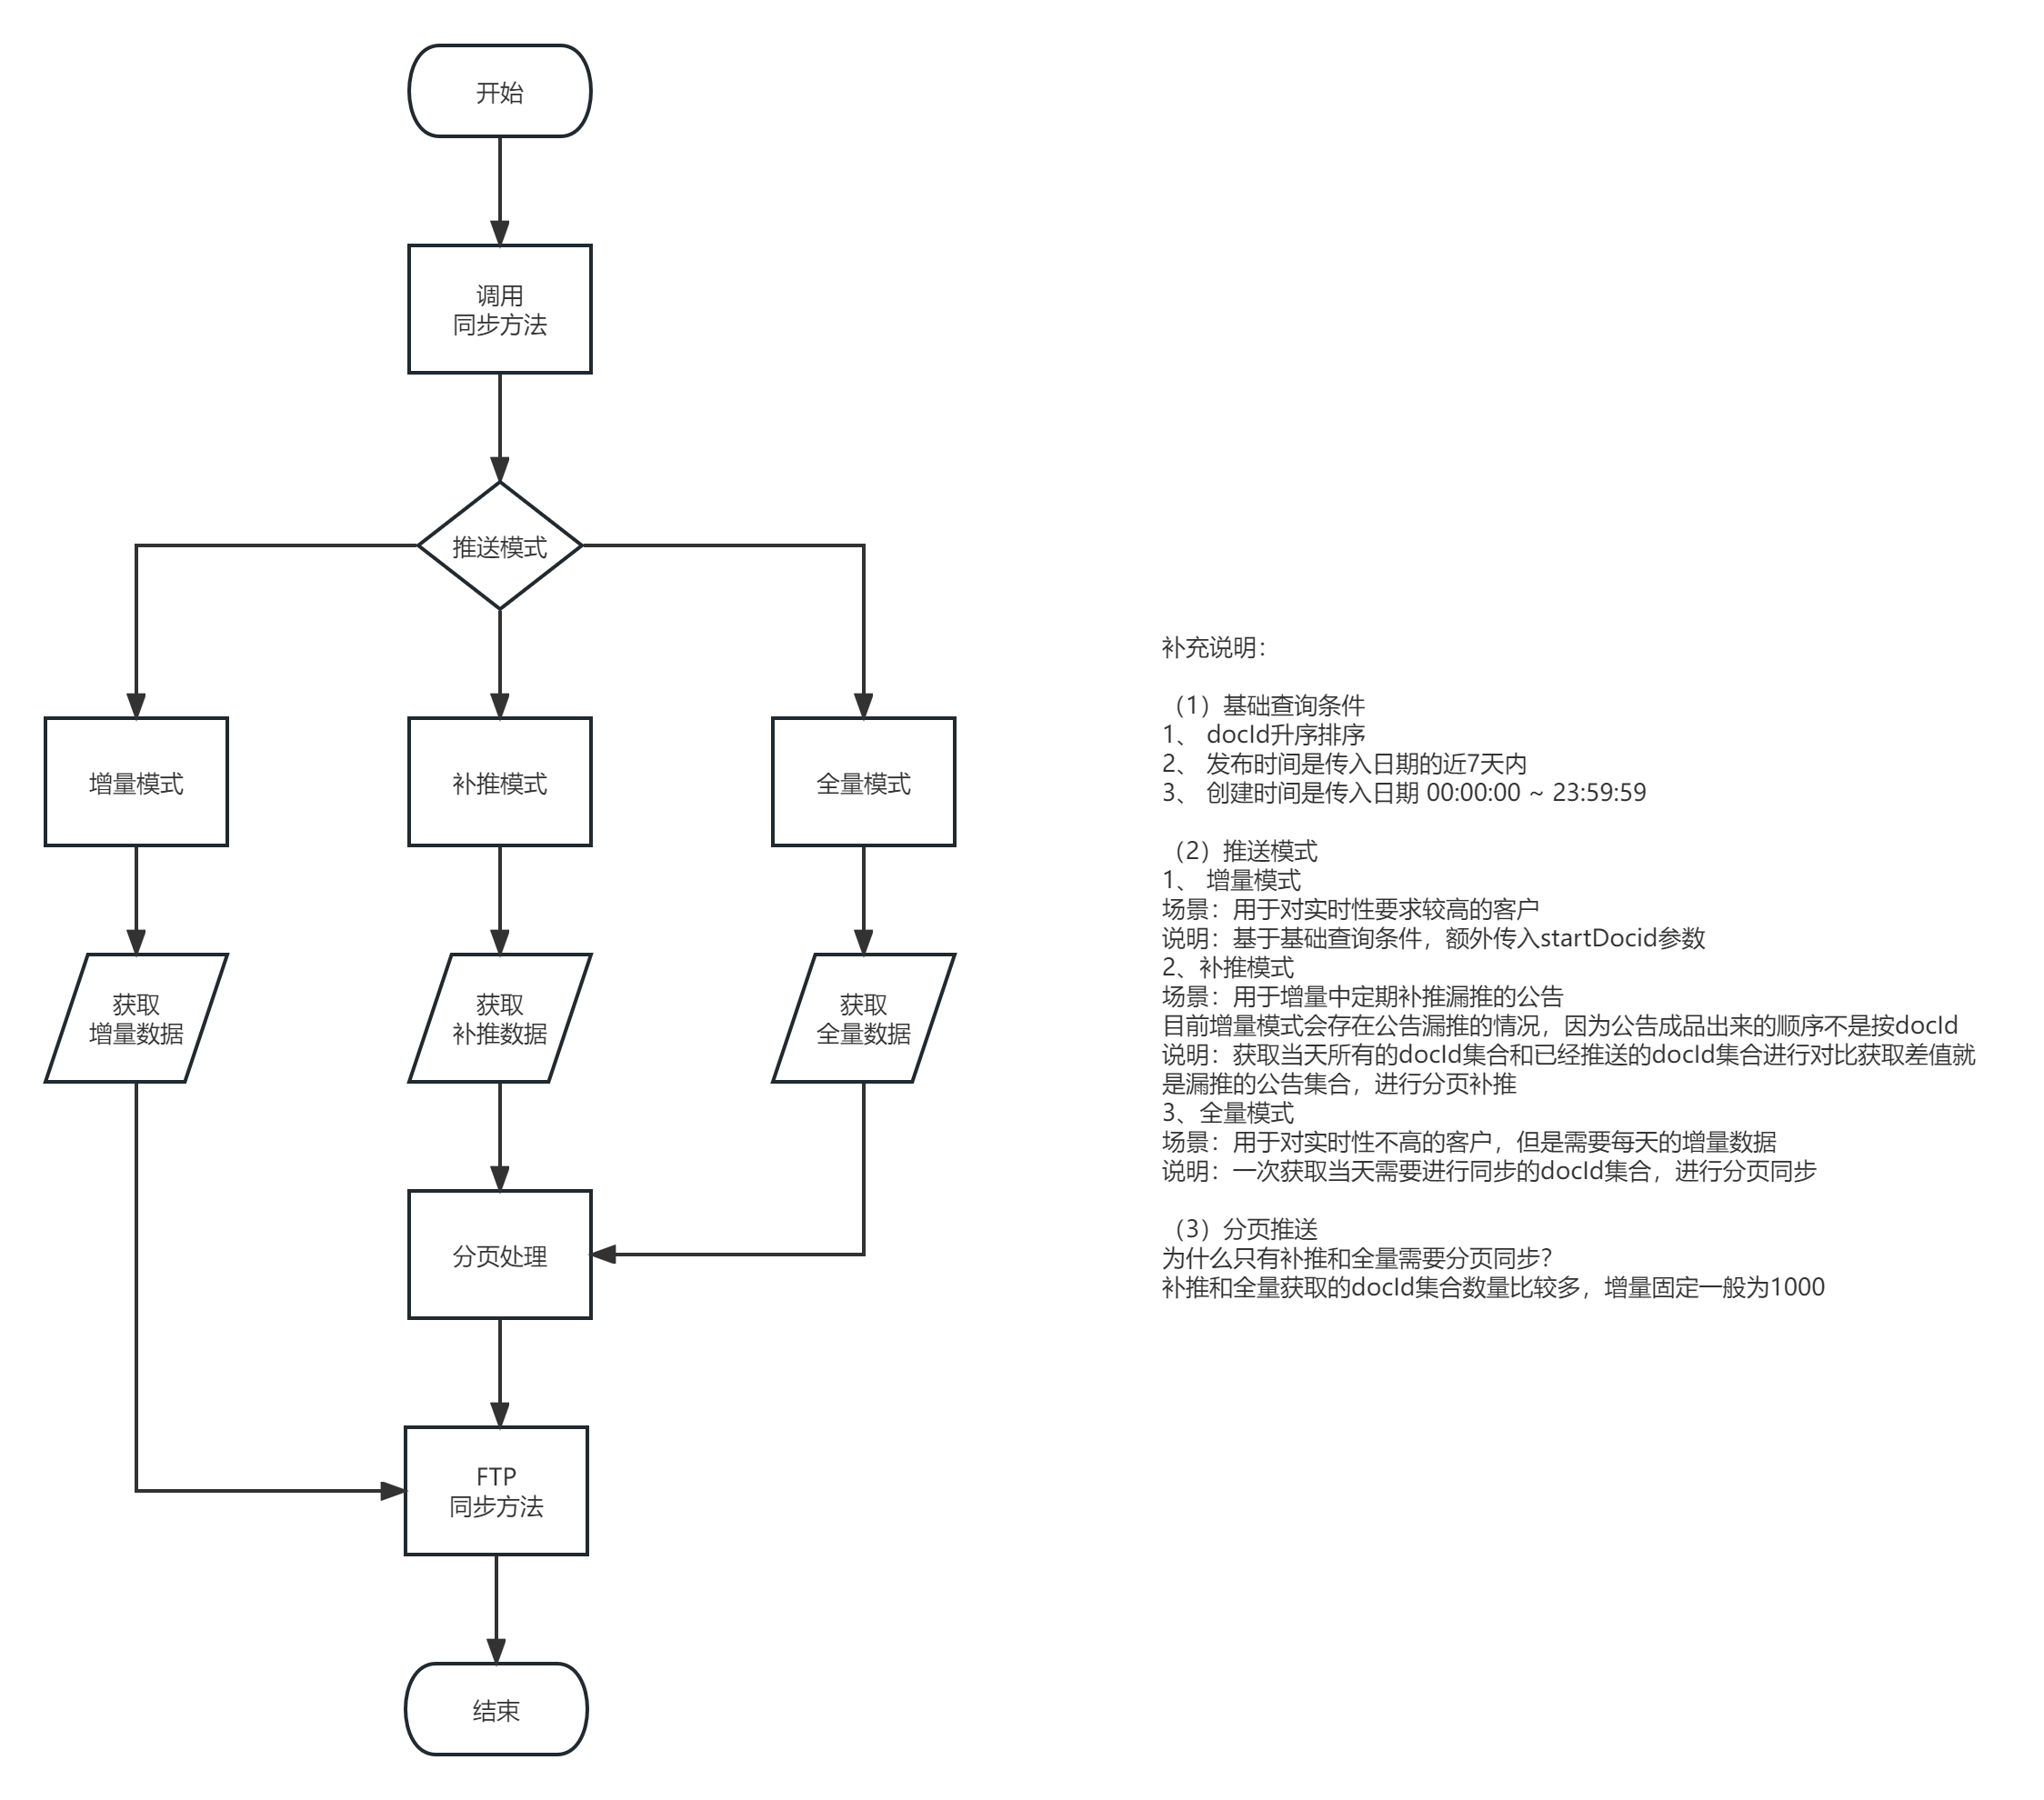 开始
调用
同步方法
推送模式
增量模式
补推模式
全量模式
获取
增量数据
获取
补推数据
获取
全量数据
分页处理
FTP
同步方法
结束
补充说明：
（1）基础查询条件
1、 docId升序排序
2、 发布时间是传入日期的近7天内
3、 创建时间是传入日期 00:00:00 ~ 23:59:59
（2）推送模式
1、 增量模式
场景：用于对实时性要求较高的客户
说明：基于基础查询条件，额外传入startDocid参数
2、补推模式
场景：用于增量中定期补推漏推的公告
目前增量模式会存在公告漏推的情况，因为公告成品出来的顺序不是按docId
说明：获取当天所有的docId集合和已经推送的docId集合进行对比获取差值就
是漏推的公告集合，进行分页补推
3、全量模式
场景：用于对实时性不高的客户，但是需要每天的增量数据
说明：一次获取当天需要进行同步的docId集合，进行分页同步
（3）分页推送
为什么只有补推和全量需要分页同步？
补推和全量获取的docId集合数量比较多，增量固定一般为1000